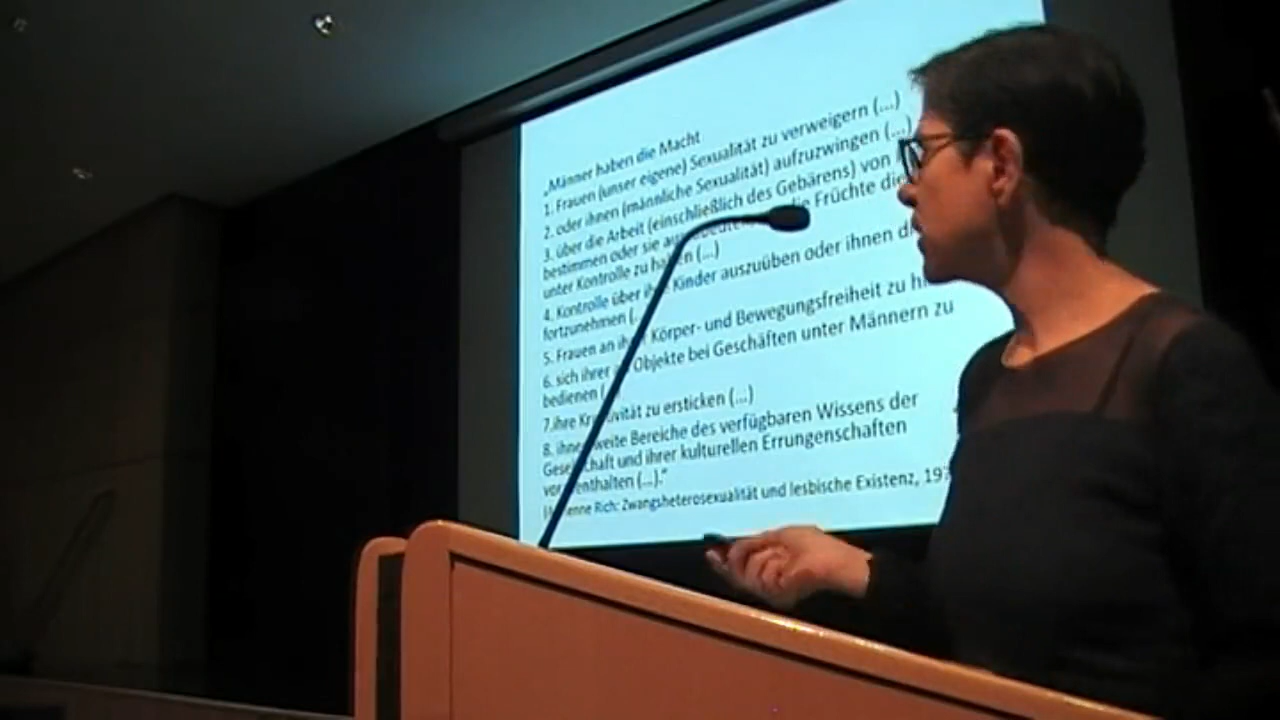 „Männer haben die Macht
1. Frauen (unser eigene) Sexualität zu verweigern (...)
2. oder ihnen (männliche Sexualität) aufzuzwingen (...)
3. über die Arbeit (einschließlich des Gebärens) von
bestimmen oder sie Früchte
unter Kontrolle zu (...)
4. Kontrolle über Kinder auszuüben oder ihnen
fortzunehmen (.
5. Frauen an Körper- und Bewegungsfreiheit zu
6. sich ihrer Objekte bei Geschäften unter Männern zu
bedienen (
7.ihre zu ersticken (...)
8. weite Bereiche des verfügbaren Wissens der
und ihrer kulturellen Errungenschaften
(...).“
Rich: Zwangsheterosexualität und lesbische Existenz,